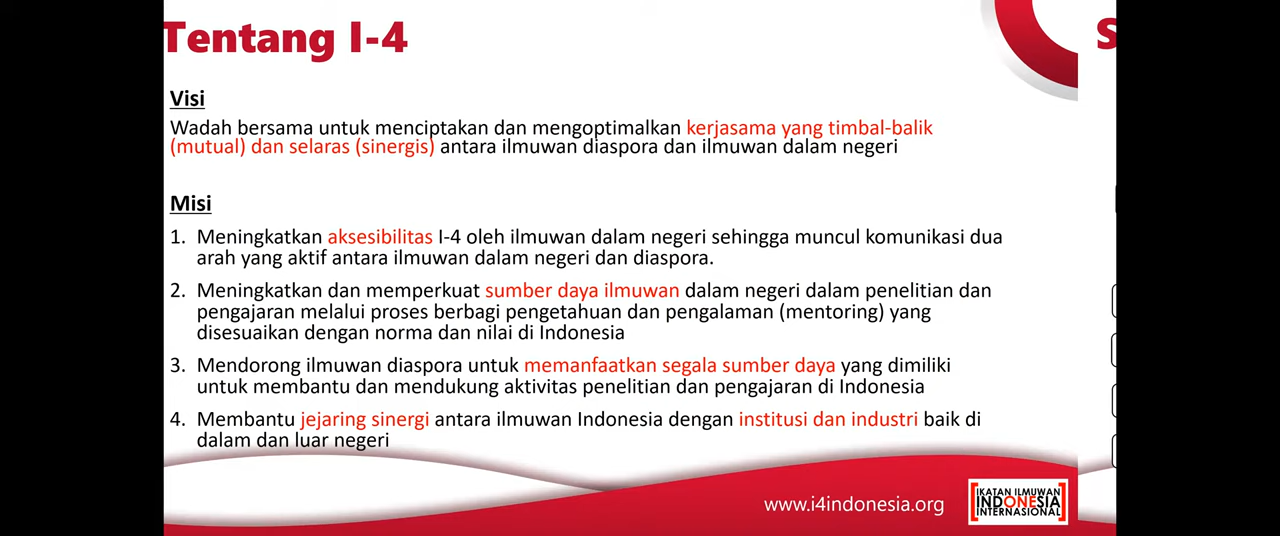 Tentang I-4
S
Visi
Wadah bersama untuk menciptakan dan mengoptimalkan kerjasama yang timbal-balik
(mutual) dan selaras (sinergis) antara ilmuwan diaspora dan ilmuwan dalam negeri
Misi
1. Meningkatkan aksesibilitas I-4 oleh ilmuwan dalam negeri sehingga muncul komunikasi dua
arah yang aktif antara ilmuwan dalam negeri dan diaspora.
2. Meningkatkan dan memperkuat sumber daya ilmuwan dalam negeri dalam penelitian dan
pengajaran melalui proses berbagi pengetahuan dan pengalaman (mentoring) yang
disesuaikan dengan norma dan nilai di Indonesia
3. Mendorong ilmuwan diaspora untuk memanfaatkan segala sumber daya yang dimiliki
untuk membantu dan mendukung aktivitas penelitian dan pengajaran di Indonesia
4. Membantu jejaring sinergi antara ilmuwan Indonesia dengan institusi dan industri baik di
dalam dan luar negeri
www.i4indonesia.org
IKATAN ILMUWAN
INDONESIA
INTERNASIONAL